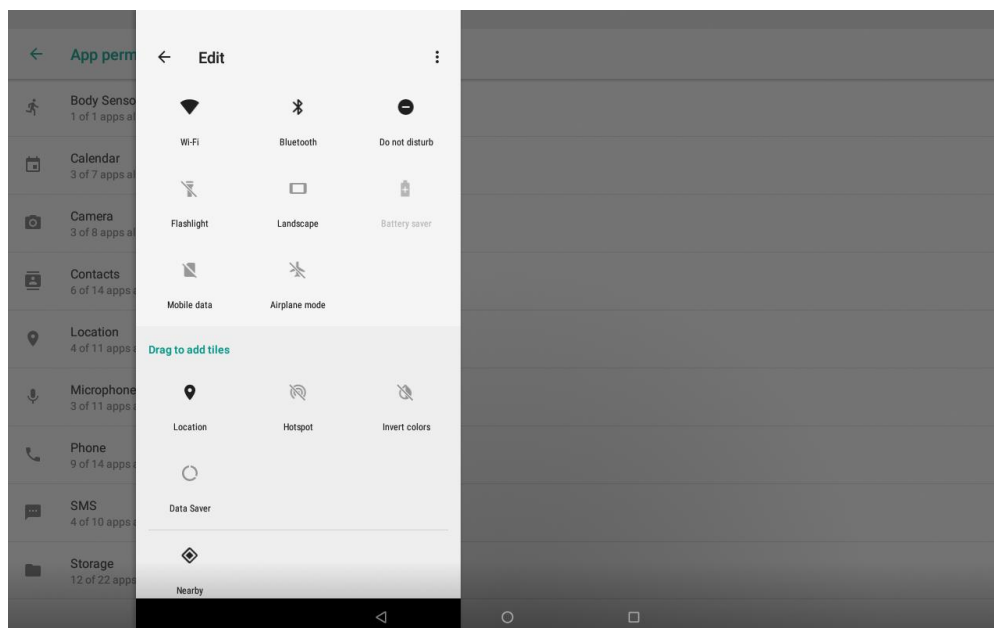 App perm
Body Senso
1 of 1 apps al
Calendar
3 of 7 apps al
Camera
3 of 8 apps al
Contacts
6 of 14 apps a
Location
4 of 11 apps a
Microphone
3 of 11 apps a
Phone
9 of 14 apps a
SMS
4 of 10 apps a
Storage
12 of 22 apps
Edit
Wi-Fi Bluetooth Do not disturb
Flashlight Landscape Battery saver
Mobile data Airplane mode
Drag to add tiles
Location Hotspot Invert colors
Data Saver
Nearby